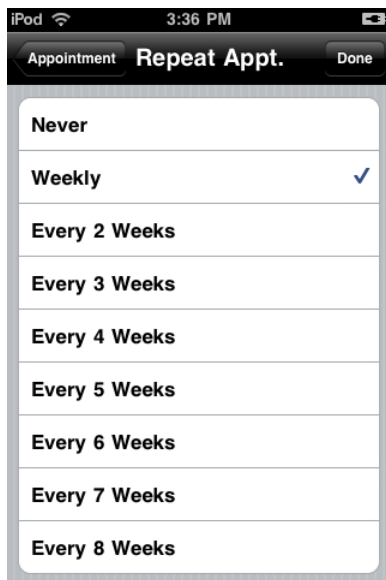 iPod 3:36 PM
Appointment Repeat Appt. Done
Never
Weekly
Every 2 Weeks
Every 3 Weeks
Every 4 Weeks
Every 5 Weeks
Every 6 Weeks
Every 7 Weeks
Every 8 Weeks